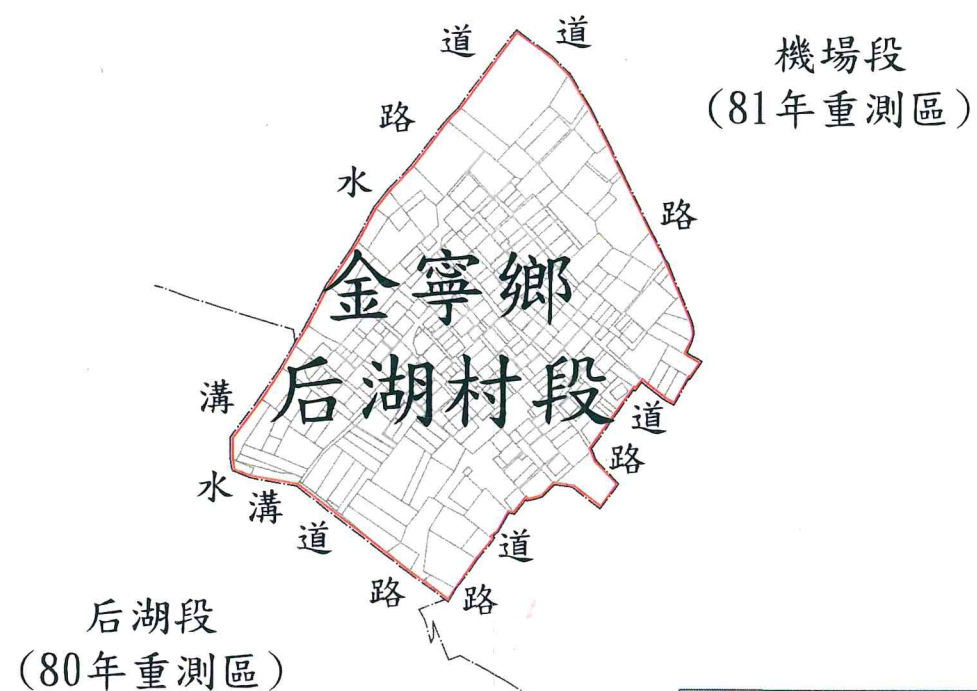 道路
道路
機場段
(81年重測區)
水溝
金寧鄉
后湖村段
道路
水溝
道路
道路
后湖段
(80年重測區)